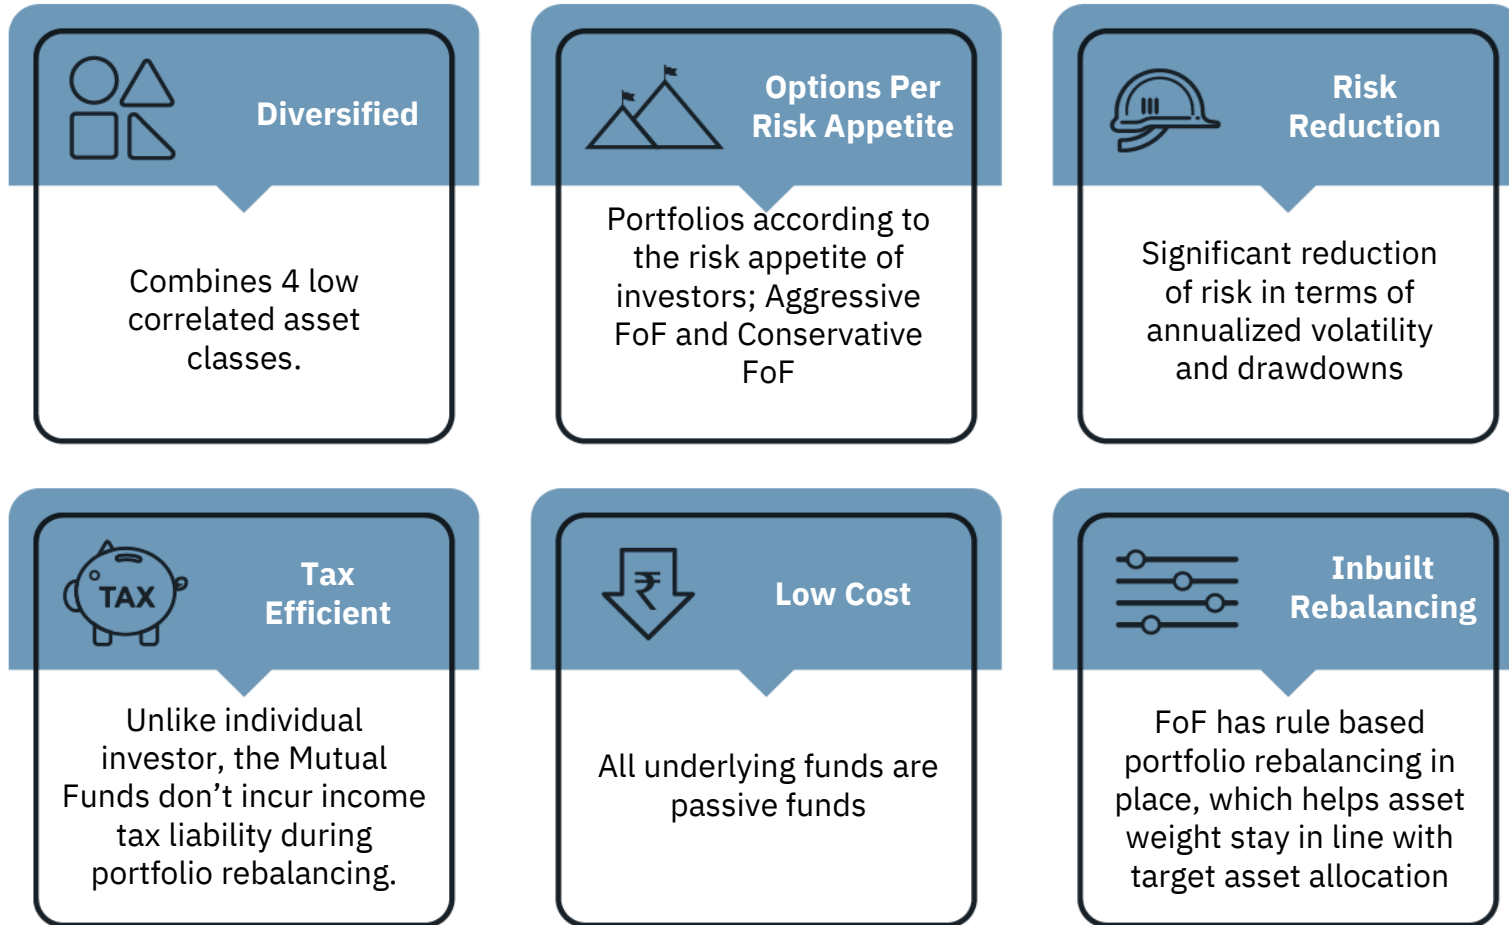 Diversified
Combines 4 low
correlated asset
classes.
Options Per
Risk Appetite
Portfolios according to
the risk appetite of
investors; Aggressive
FoF and Conservative
FoF
Risk
Reduction
Significant reduction
of risk in terms of
annualized volatility
and drawdowns
TAX
Tax
Efficient
Unlike individual
investor, the Mutual
Funds don’t incur income
tax liability during
portfolio rebalancing.
₹
Low Cost
All underlying funds are
passive funds
Inbuilt
Rebalancing
FoF has rule based
portfolio rebalancing in
place, which helps asset
weight stay in line with
target asset allocation